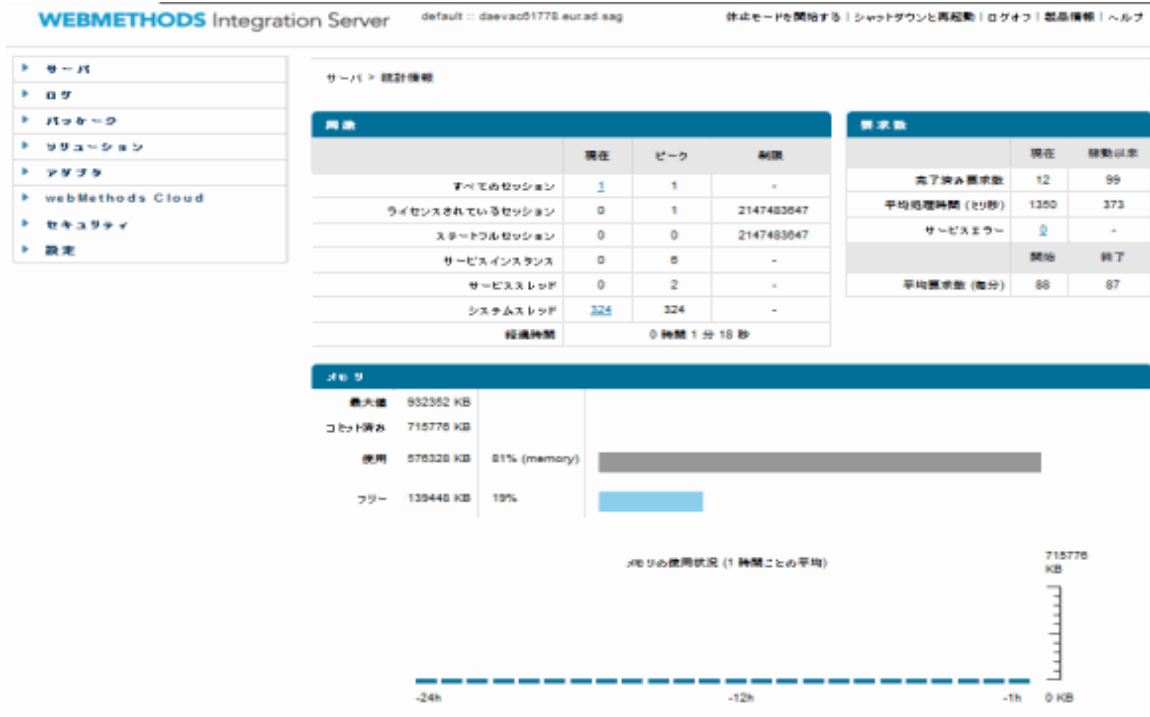 WEBMETHODS Integration Server
default :: daevac61778.eur.ad.sag
休止モードを開始する | シャットダウンと再起動 | ログオフ | 製品情報 | ヘルプ
サーバ
ログ
パッケージ
ソリューション
アダプタ
webMethods Cloud
セキュリティ
設定
サーバ > 統計情報
用途
現在 ピーク 制限
すべてのセッション 1 1 -
ライセンスされているセッション 0 1 2147483647
ステートフルセッション 0 0 2147483647
サービスインスタンス 0 6 -
サービススレッド 0 2 -
システムスレッド 324 324 -
経過時間 0 時間 1 分 18 秒
要求数
現在 稼動以来
完了済み要求数 12 99
平均処理時間 (ミリ秒) 1350 373
サービスエラー 0 -
開始 終了
平均要求数 (毎分) 88 87
メモリ
最大値 932352 KB
コミット済み 715776 KB
使用 576328 KB 81% (memory)
フリー 139448 KB 19%
メモリの使用状況 (1 時間ごとの平均)
715776 KB
-24h -12h -1h 0 KB